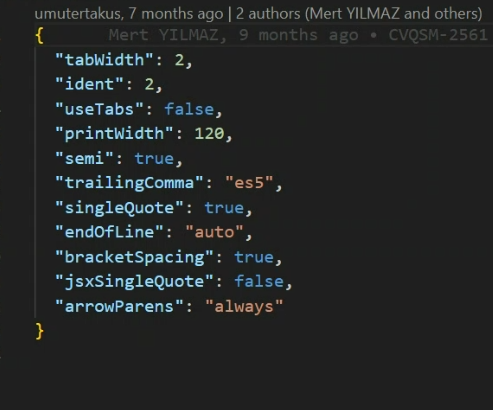 umutertakus, 7 months ago | 2 authors (Mert YILMAZ and others)
{ Mert YILMAZ, 9 months ago • CVQSM-2561
"tabWidth": 2,
"ident": 2,
"useTabs": false,
"printWidth": 120,
"semi": true,
"trailingComma": "es5",
"singleQuote": true,
"endOfLine": "auto",
"bracketSpacing": true,
"jsxSingleQuote": false,
"arrowParens": "always"
}